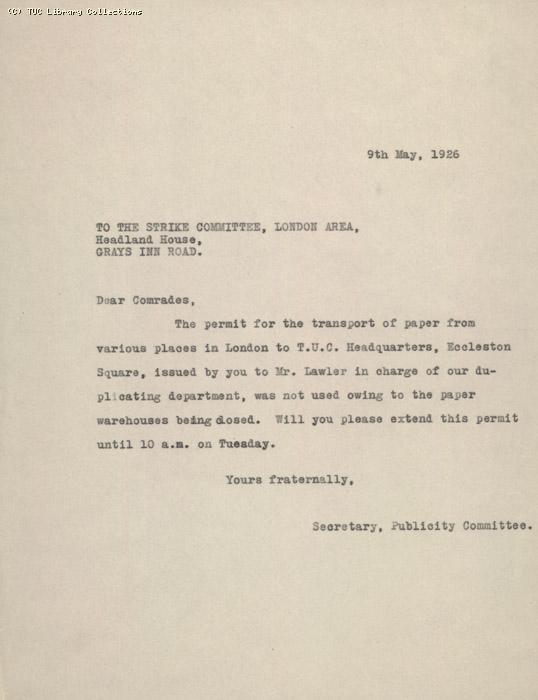 (C) TUC Library Collections
9th May, 1926
TO THE STRIKE COMMITTEE, LONDON AREA,
Headland House,
GRAYS INN ROAD.
Dear Comrades,
The permit for the transport of paper from
various places in London to T.U.C. Headquarters, Eccleston
Square, issued by you to Mr. Lawler in charge of our du-
plicating department, was not used owing to the paper
warehouses being closed. Will you please extend this permit
until 10 a.m. on Tuesday.
Yours fraternally,
Secretary, Publicity Committee.